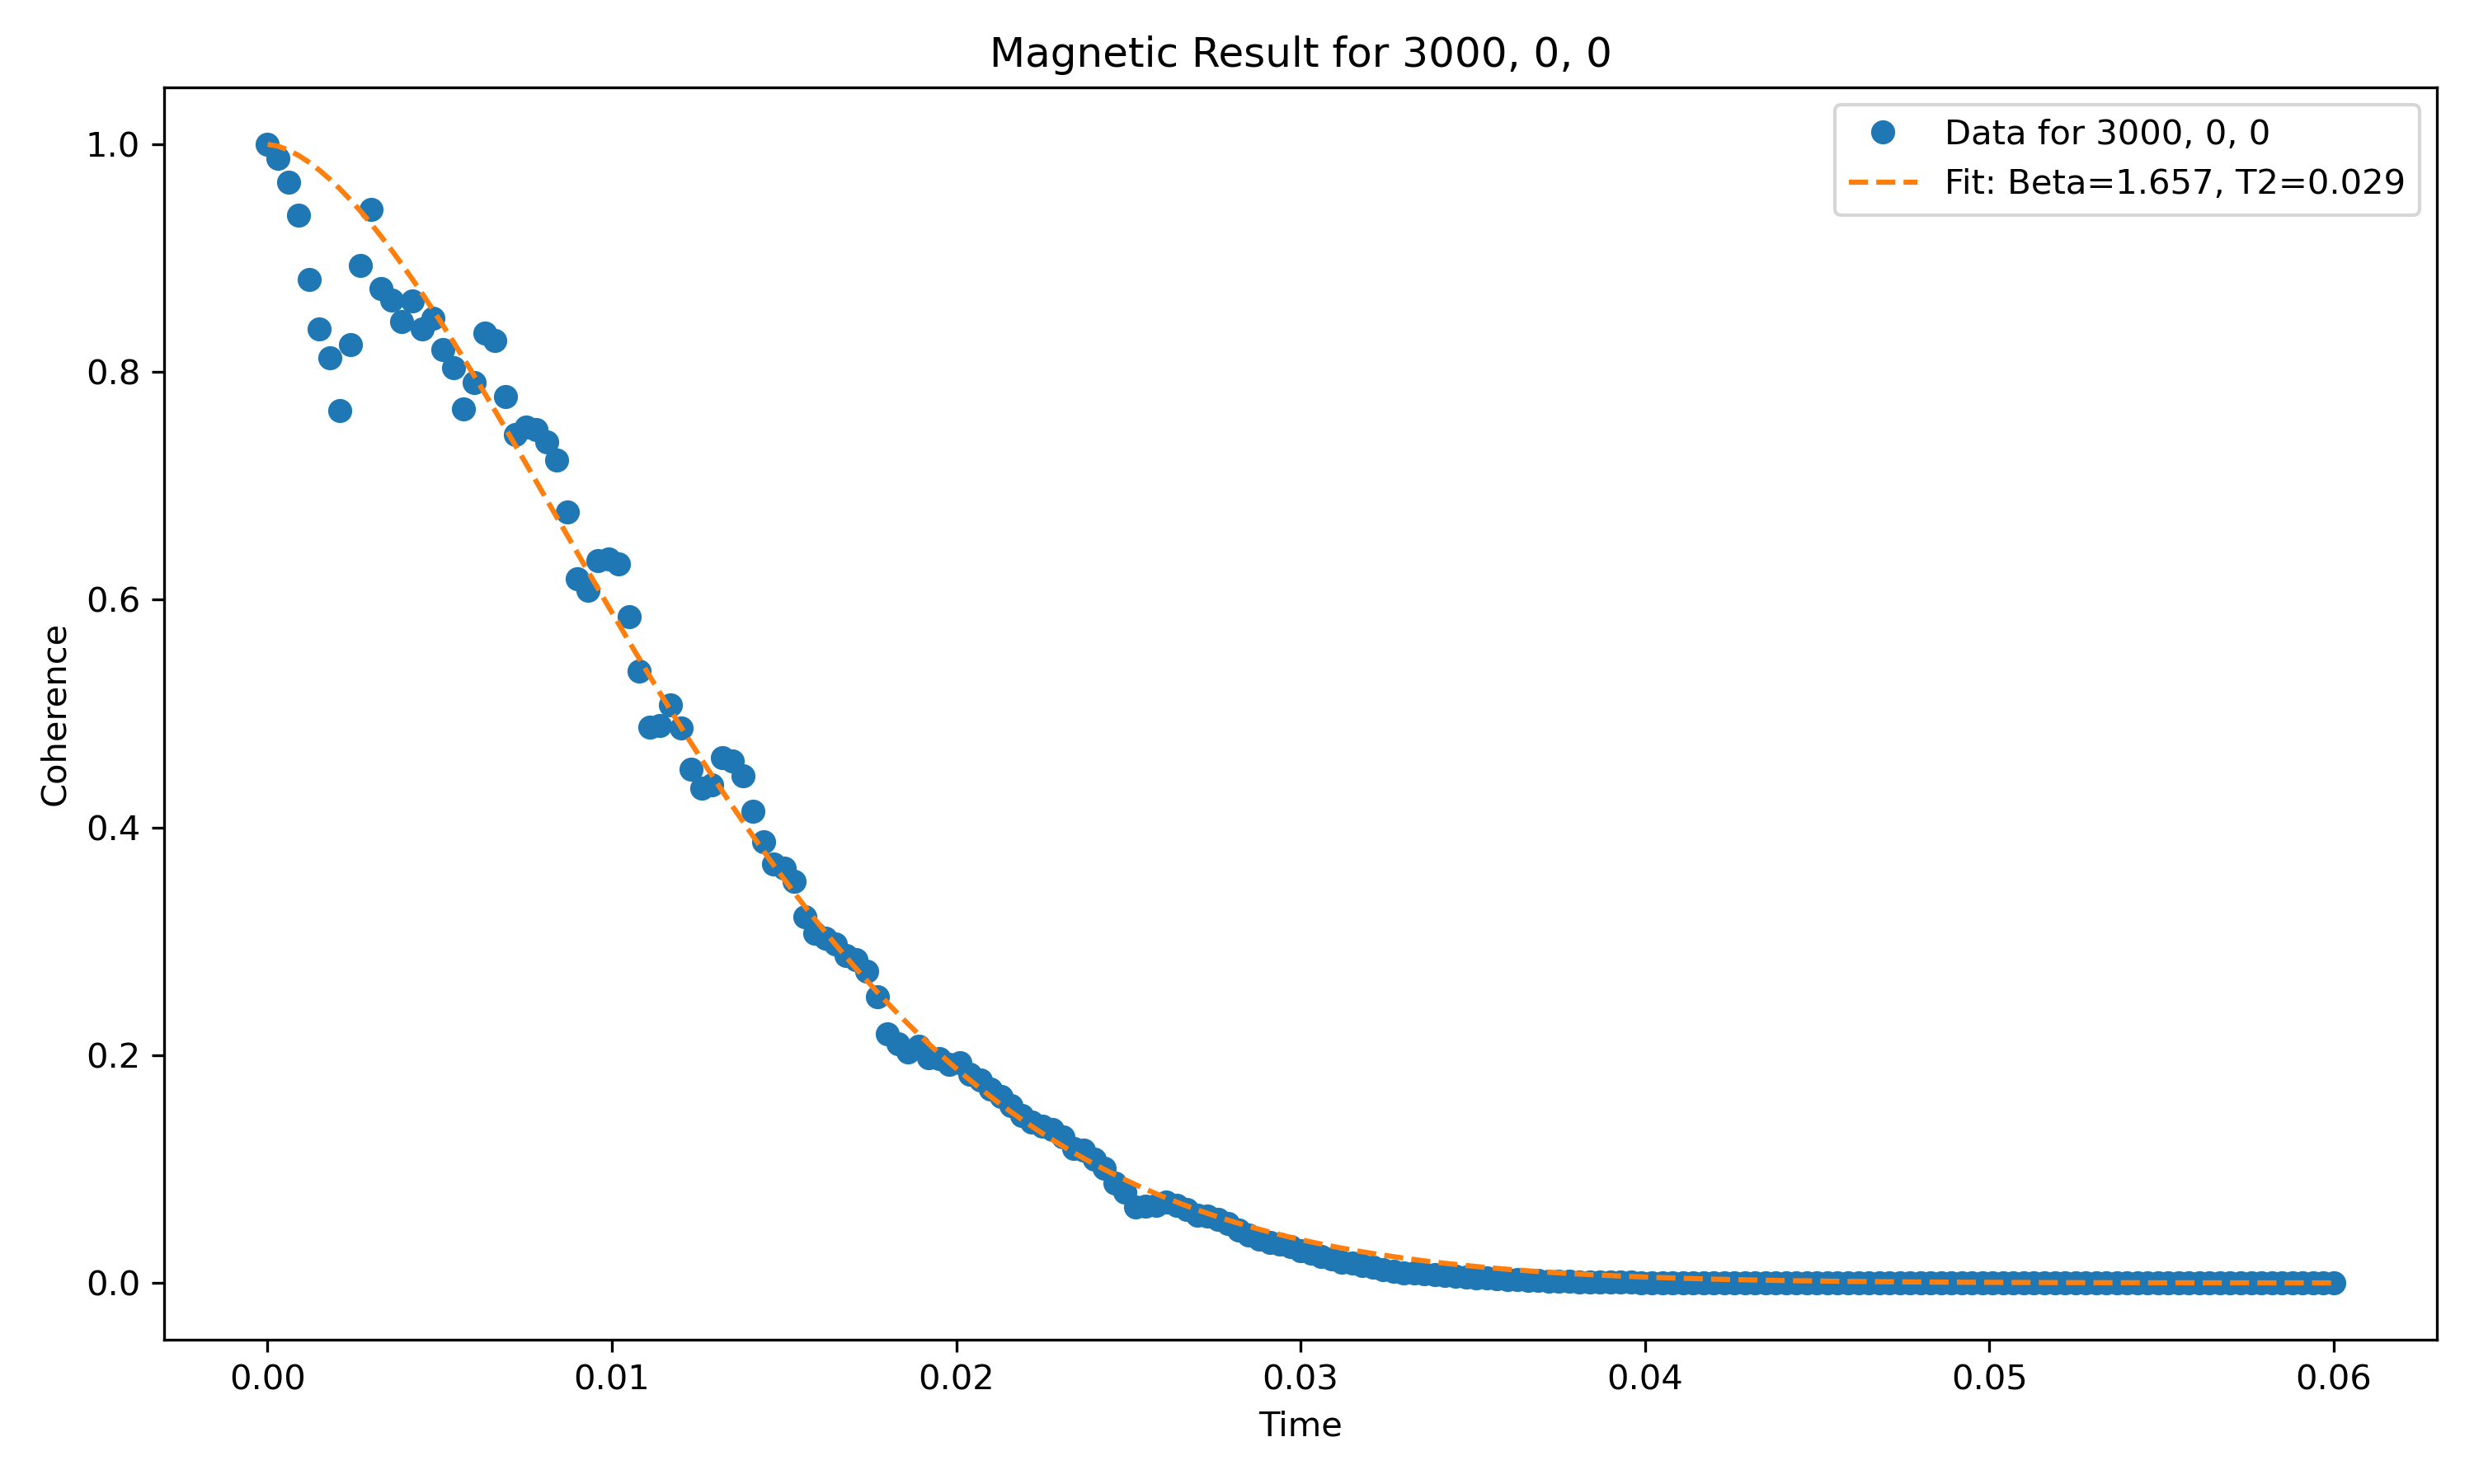 Magnetic Result for 3000, 0, 0
Data for 3000, 0, 0
Fit: Beta=1.657, T2=0.029
Coherence
1.0
0.8
0.6
0.4
0.2
0.0
0.00 0.01 0.02 0.03 0.04 0.05 0.06
Time